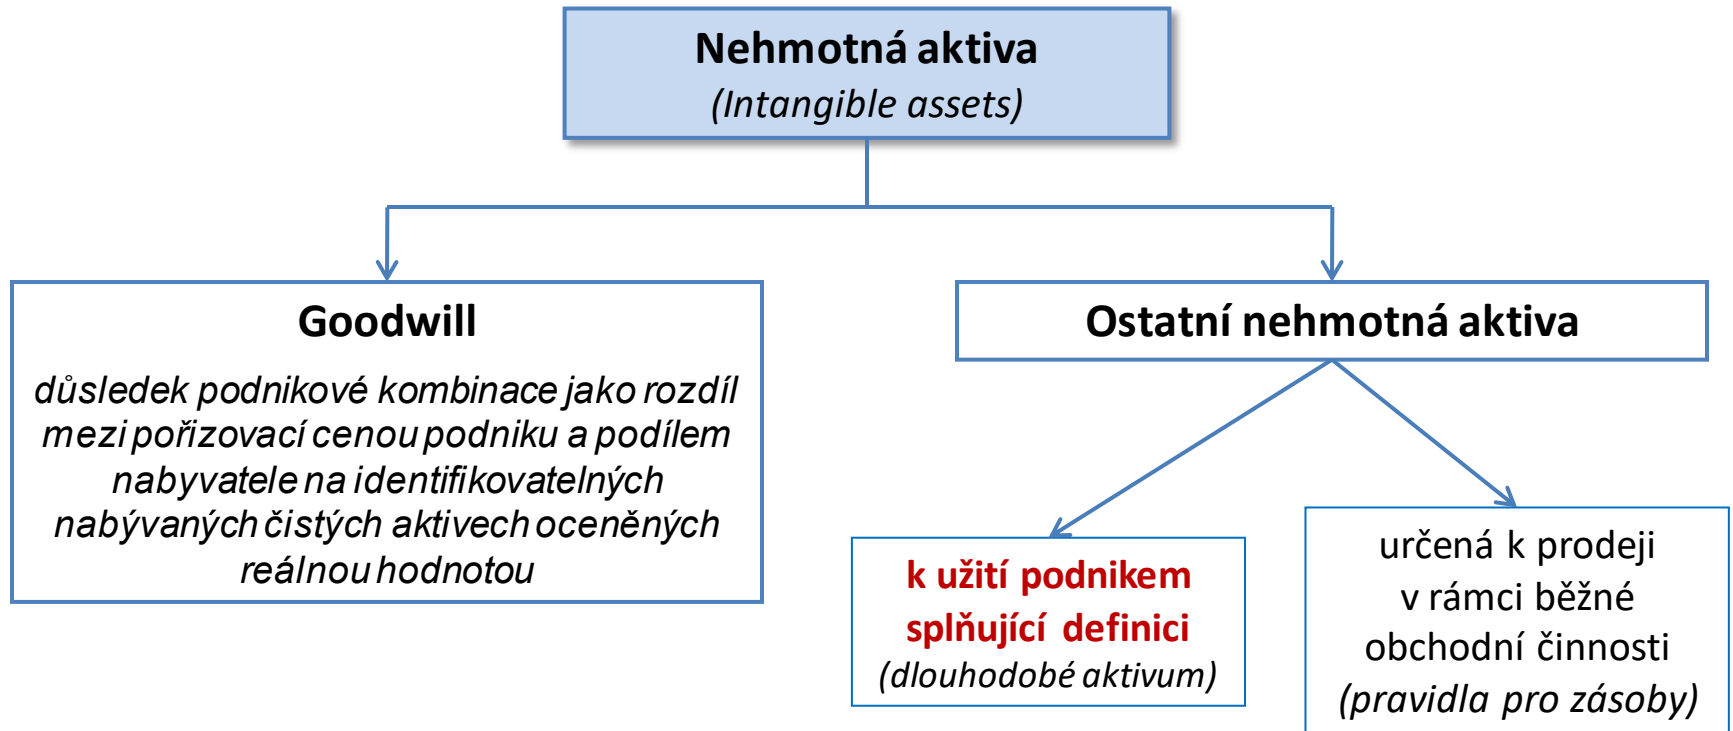 Nehmotná aktiva
(Intangible assets)
Goodwill
důsledek podnikové kombinace jako rozdíl
mezi pořizovací cenou podniku a podílem
nabyvatele na identifikovatelných
nabývaných čistých aktivech oceněných
reálnou hodnotou
Ostatní nehmotná aktiva
k užití podnikem
splňující definici
(dlouhodobé aktivum)
určená k prodeji
v rámci běžné
obchodní činnosti
(pravidla pro zásoby)